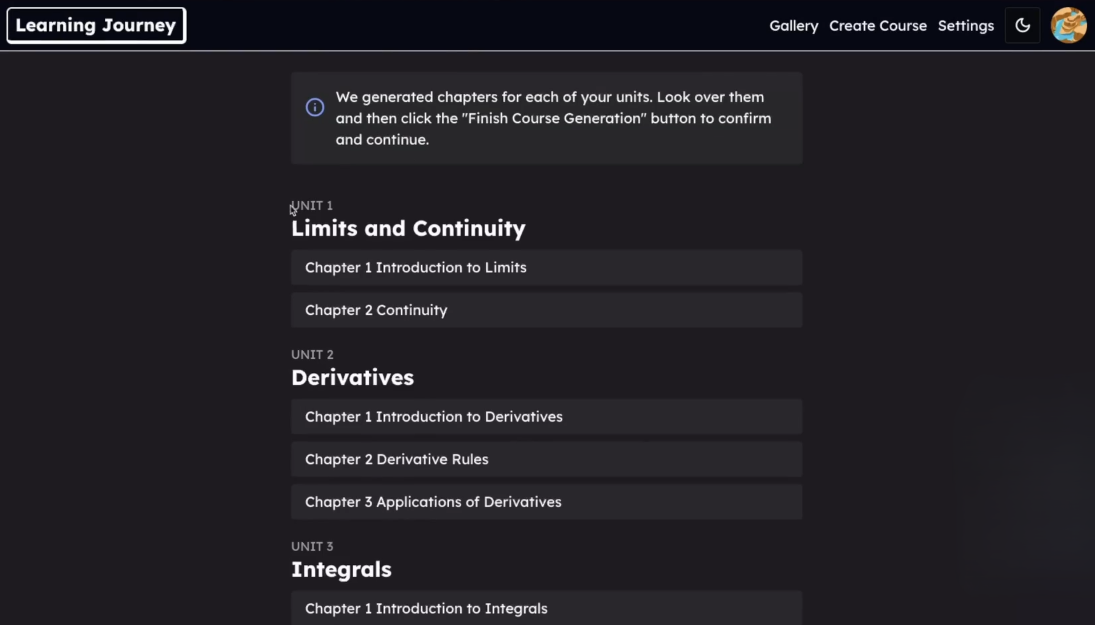 Learning Journey
Gallery Create Course Settings
We generated chapters for each of your units. Look over them
and then click the "Finish Course Generation" button to confirm
and continue.
UNIT 1
Limits and Continuity
Chapter 1 Introduction to Limits
Chapter 2 Continuity
UNIT 2
Derivatives
Chapter 1 Introduction to Derivatives
Chapter 2 Derivative Rules
Chapter 3 Applications of Derivatives
UNIT 3
Integrals
Chapter 1 Introduction to Integrals